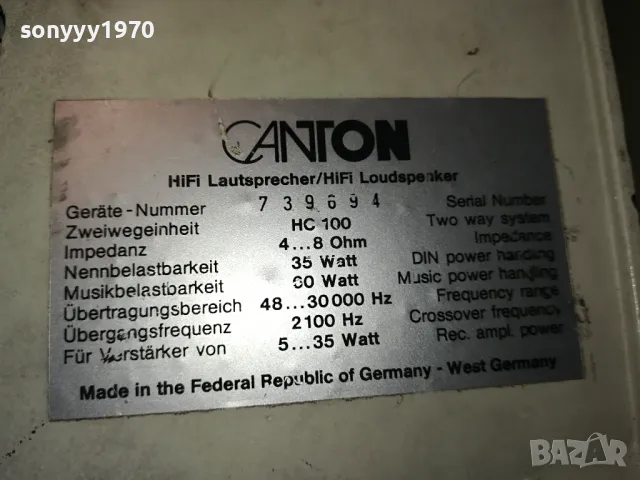 sonyyy1970
CANTON
HiFi Lautsprecher/HiFi Loudspeaker
Geräte-Nummer 739694 Serial Number
Zweiwegeinheit HC 100 Two way system
Impedanz 4...8 Ohm Impedance
Nennbelastbarkeit 35 Watt DIN power handling
Musikbelastbarkeit 60 Watt Music power handling
Übertragungsbereich 48...30000 Hz Frequency range
Übergangsfrequenz 2100 Hz Crossover frequency
Für Verstärker von 5...35 Watt Rec. ampl. power
Made in the Federal Republic of Germany - West Germany
BAZAR